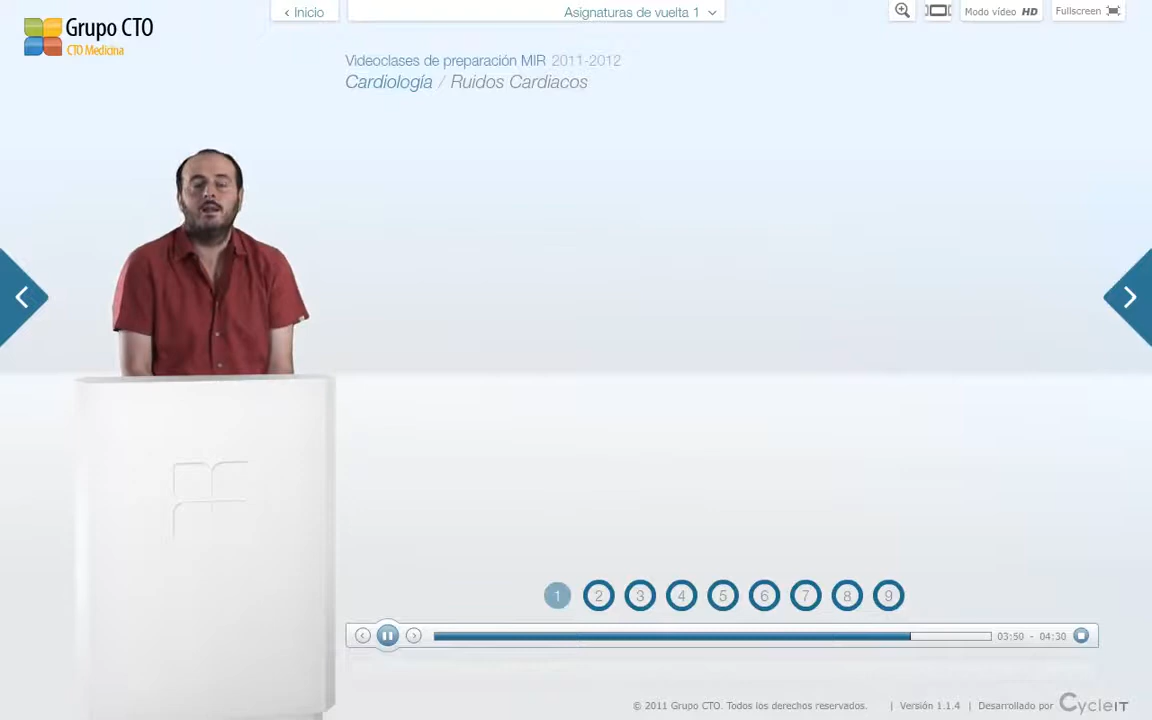 Grupo CTO
CTO Medicina
‹ Inicio
Asignaturas de vuelta 1
Modo vídeo HD
Fullscreen
Videoclases de preparación MIR 2011-2012
Cardiología / Ruidos Cardiacos
1 2 3 4 5 6 7 8 9
03:50 - 04:30
© 2011 Grupo CTO. Todos los derechos reservados. | Versión 1.1.4 | Desarrollado por CycleIT